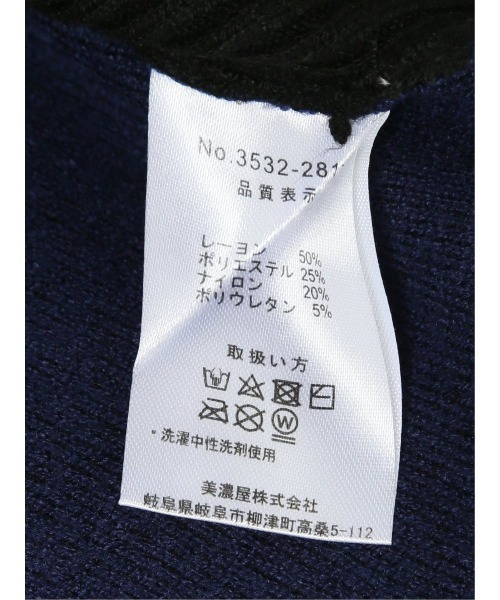 No.3532-281
品質表示
レーヨン 50%
ポリエステル 25%
ナイロン 20%
ポリウレタン 5%
取扱い方
W
・洗濯中性洗剤使用
美濃屋株式会社
岐阜県岐阜市柳津町高桑5-112